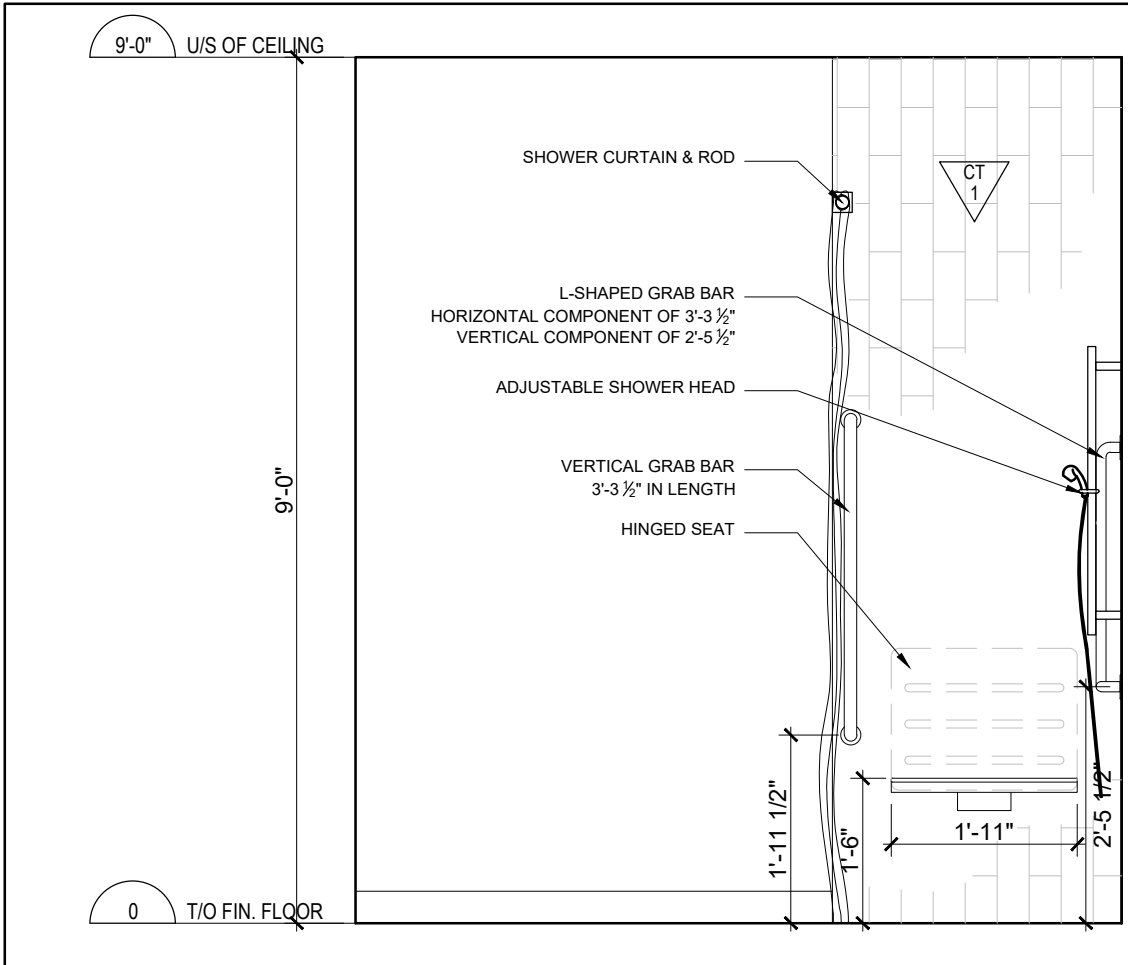 9'-0" U/S OF CEILING
SHOWER CURTAIN & ROD
CT
1
L-SHAPED GRAB BAR
HORIZONTAL COMPONENT OF 3'-3 ½"
VERTICAL COMPONENT OF 2'-5 ½"
ADJUSTABLE SHOWER HEAD
VERTICAL GRAB BAR
3'-3 ½" IN LENGTH
HINGED SEAT
9'-0"
1'-11 1/2"
1'-6"
1'-11"
2'-5 1/2"
0 T/O FIN. FLOOR